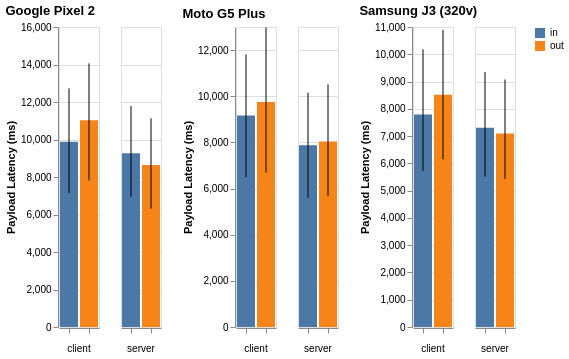 Google Pixel 2
Payload Latency (ms)
16,000
14,000
12,000
10,000
8,000
6,000
4,000
2,000
0
client
server
Moto G5 Plus
Payload Latency (ms)
12,000
10,000
8,000
6,000
4,000
2,000
0
client
server
Samsung J3 (320v)
Payload Latency (ms)
11,000
10,000
9,000
8,000
7,000
6,000
5,000
4,000
3,000
2,000
1,000
0
client
server
in
out